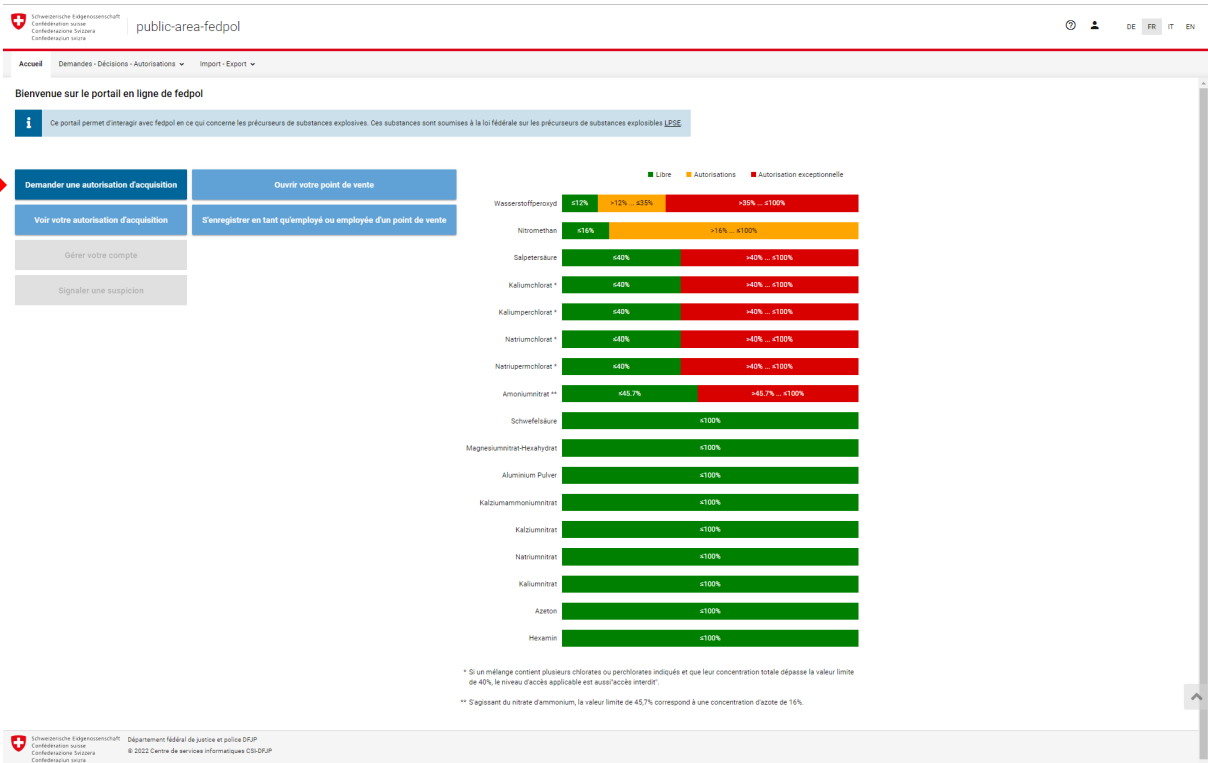 Schweizerische Eidgenossenschaft
Confédération suisse
Confederazione Svizzera
Confederaziun svizra
public-area-fedpol
DE FR IT EN
Accueil Demandes - Décisions - Autorisations Import - Export
Bienvenue sur le portail en ligne de fedpol
i Ce portail permet d'interagir avec fedpol en ce qui concerne les précurseurs de substances explosives. Ces substances sont soumises à la loi fédérale sur les précurseurs de substances explosibles LPSE.
Demander une autorisation d'acquisition Ouvrir votre point de vente
Voir votre autorisation d'acquisition S'enregistrer en tant qu'employé ou employée d'un point de vente
Gérer votre compte
Signaler une suspicion
Libre Autorisations Autorisation exceptionnelle
Wasserstoffperoxyd ≤12% >12% ... ≤35% >35% ... ≤100%
Nitromethan ≤16% >16% ... ≤100%
Salpetersäure ≤40% >40% ... ≤100%
Kaliumchlorat * ≤40% >40% ... ≤100%
Kaliumperchlorat * ≤40% >40% ... ≤100%
Natriumchlorat * ≤40% >40% ... ≤100%
Natriupermchlorat * ≤40% >40% ... ≤100%
Amoniumnitrat ** ≤45.7% >45.7% ... ≤100%
Schwefelsäure ≤100%
Magnesiumnitrat-Hexahydrat ≤100%
Aluminium Pulver ≤100%
Kalziumammoniumnitrat ≤100%
Kalziumnitrat ≤100%
Natriumnitrat ≤100%
Kaliumnitrat ≤100%
Azeton ≤100%
Hexamin ≤100%
* Si un mélange contient plusieurs chlorates ou perchlorates indiqués et que leur concentration totale dépasse la valeur limite
de 40%, le niveau d'accès applicable est aussi"accès interdit".
** S'agissant du nitrate d'ammonium, la valeur limite de 45,7% correspond à une concentration d'azote de 16%.
Schweizerische Eidgenossenschaft
Confédération suisse
Confederazione Svizzera
Confederaziun svizra
Département fédéral de justice et police DFJP
© 2022 Centre de services informatiques CSI-DFJP